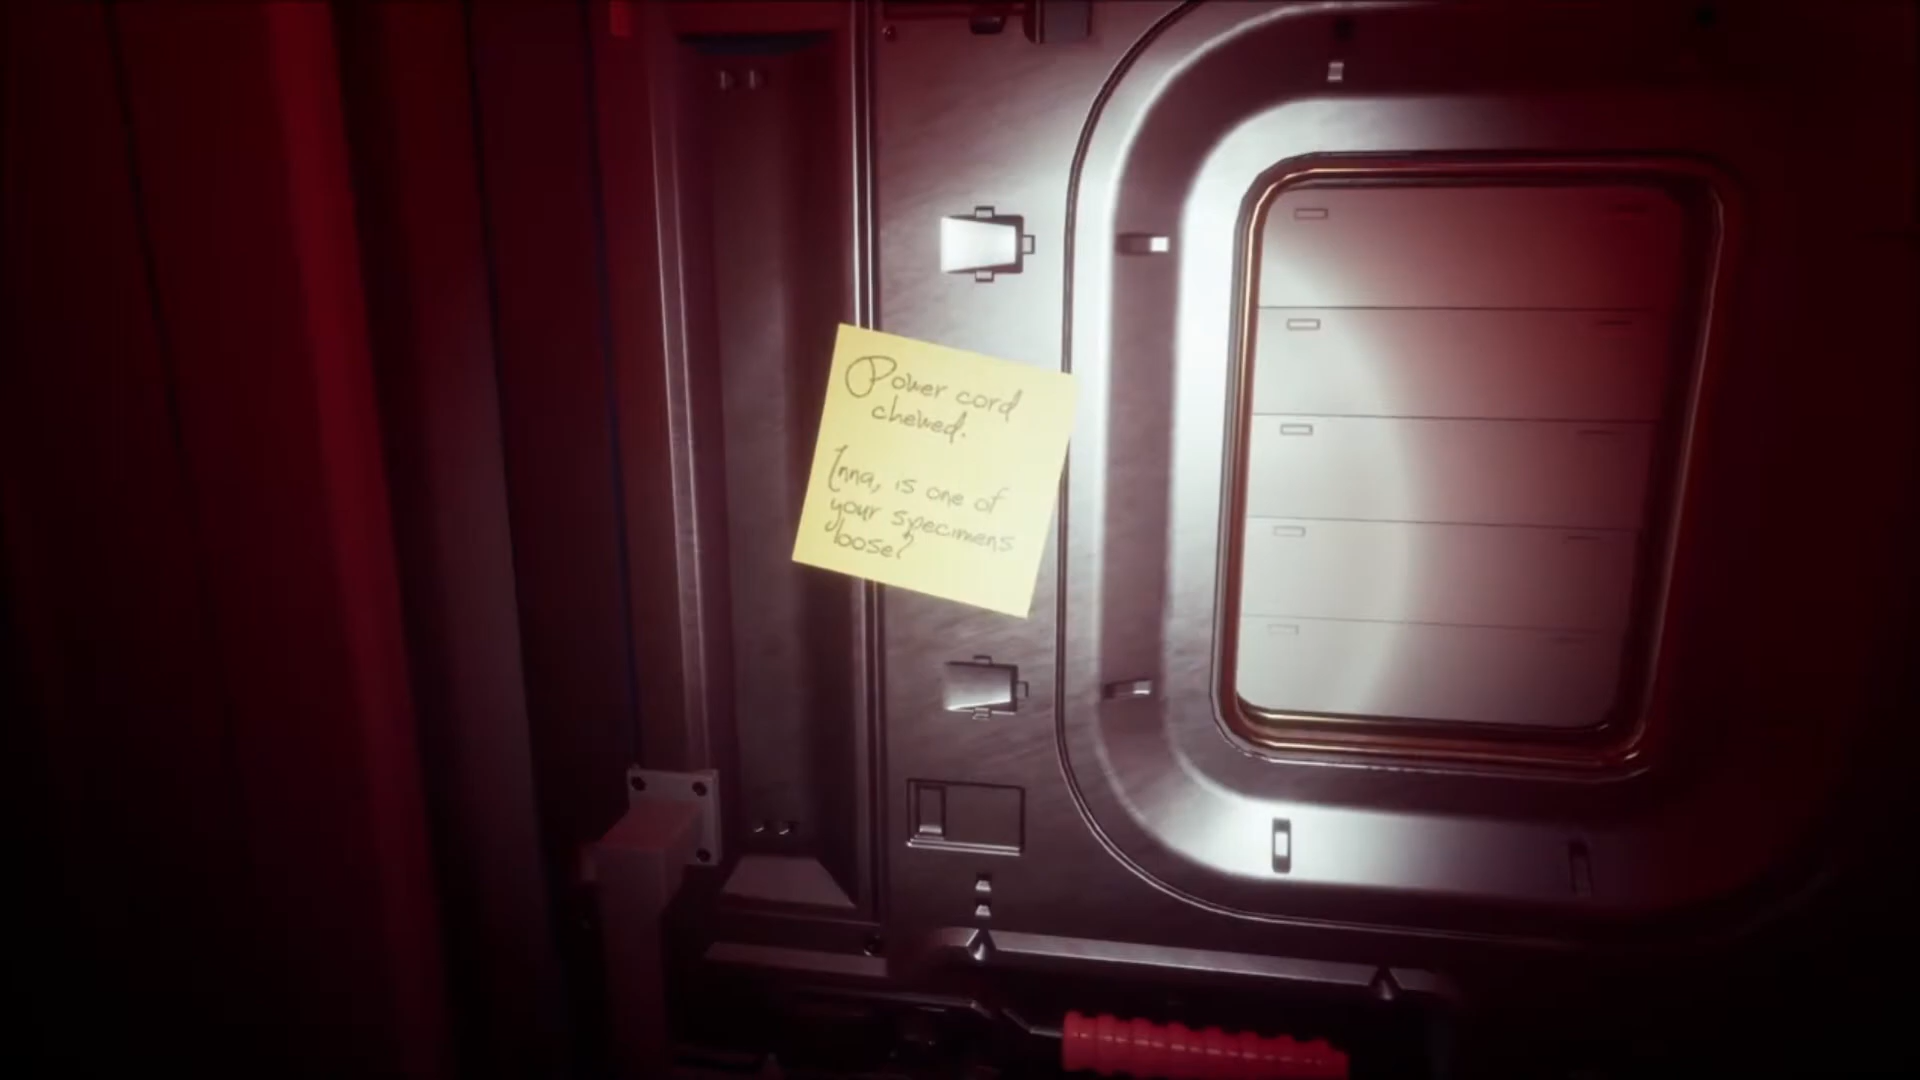 Power cord
chewed.
Inna, is one of
your specimens
loose?